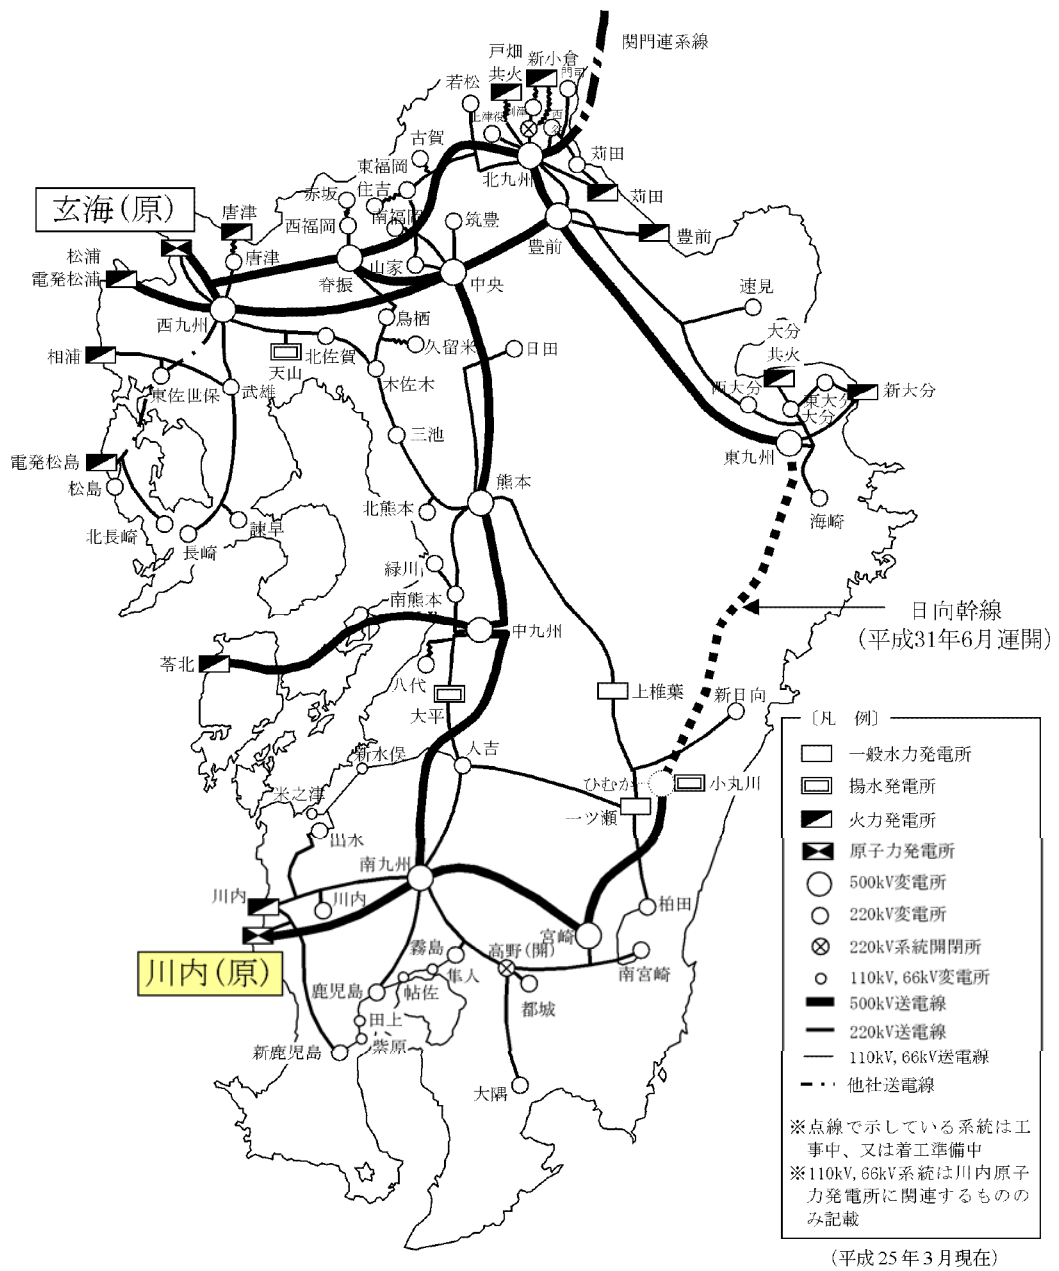 関門連系線
戸畑
共火
新小倉
門司
若松
上津役
到津
西谷
古賀
東福岡
北九州
苅田
苅田
玄海(原)
唐津
赤坂
住吉
西福岡
南福岡
筑豊
豊前
豊前
松浦
電発松浦
唐津
脊振
山家
中央
速見
西九州
鳥栖
大分
共火
相浦
天山
北佐賀
久留米
日田
東佐世保
武雄
木佐木
西大分
東大分
大分
新大分
三池
東九州
電発松島
松島
熊本
北熊本
海崎
北長崎
長崎
諫早
緑川
南熊本
日向幹線
(平成31年6月運開)
中九州
苓北
八代
大平
上椎葉
新日向
新水俣
人吉
ひむか
小丸川
米之津
一ツ瀬
出水
南九州
川内
川内
柏田
宮崎
川内(原)
霧島
高野(開)
南宮崎
鹿児島
帖佐
隼人
都城
田上
新鹿児島
紫原
大隅
〔凡 例〕
一般水力発電所
揚水発電所
火力発電所
原子力発電所
500kV変電所
220kV変電所
220kV系統開閉所
110kV,66kV変電所
500kV送電線
220kV送電線
110kV,66kV送電線
他社送電線
※点線で示している系統は工
事中、又は着工準備中
※110kV,66kV系統は川内原子
力発電所に関連するものの
み記載
(平成25年3月現在)